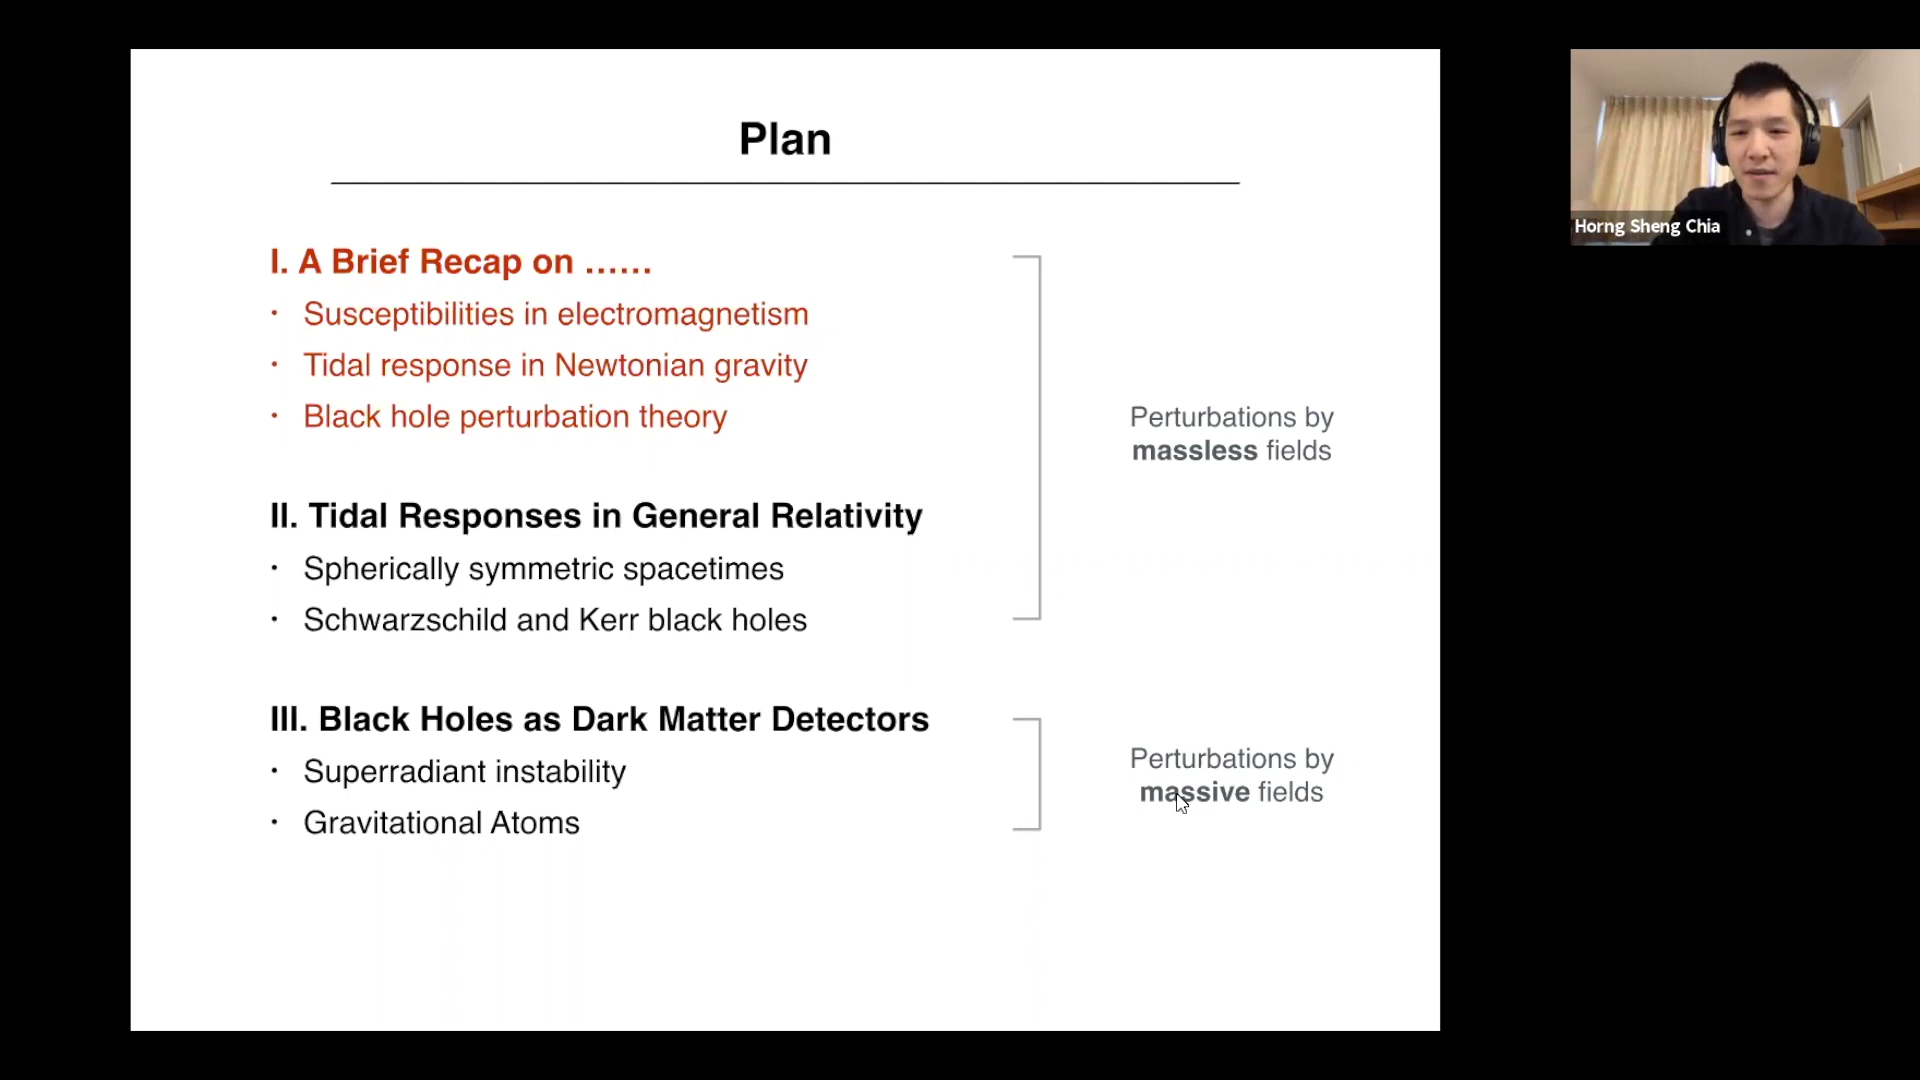 Plan
I. A Brief Recap on ......
• Susceptibilities in electromagnetism
• Tidal response in Newtonian gravity
• Black hole perturbation theory
Perturbations by
massless fields
II. Tidal Responses in General Relativity
• Spherically symmetric spacetimes
• Schwarzschild and Kerr black holes
III. Black Holes as Dark Matter Detectors
• Superradiant instability
• Gravitational Atoms
Perturbations by
massive fields
Horng Sheng Chia